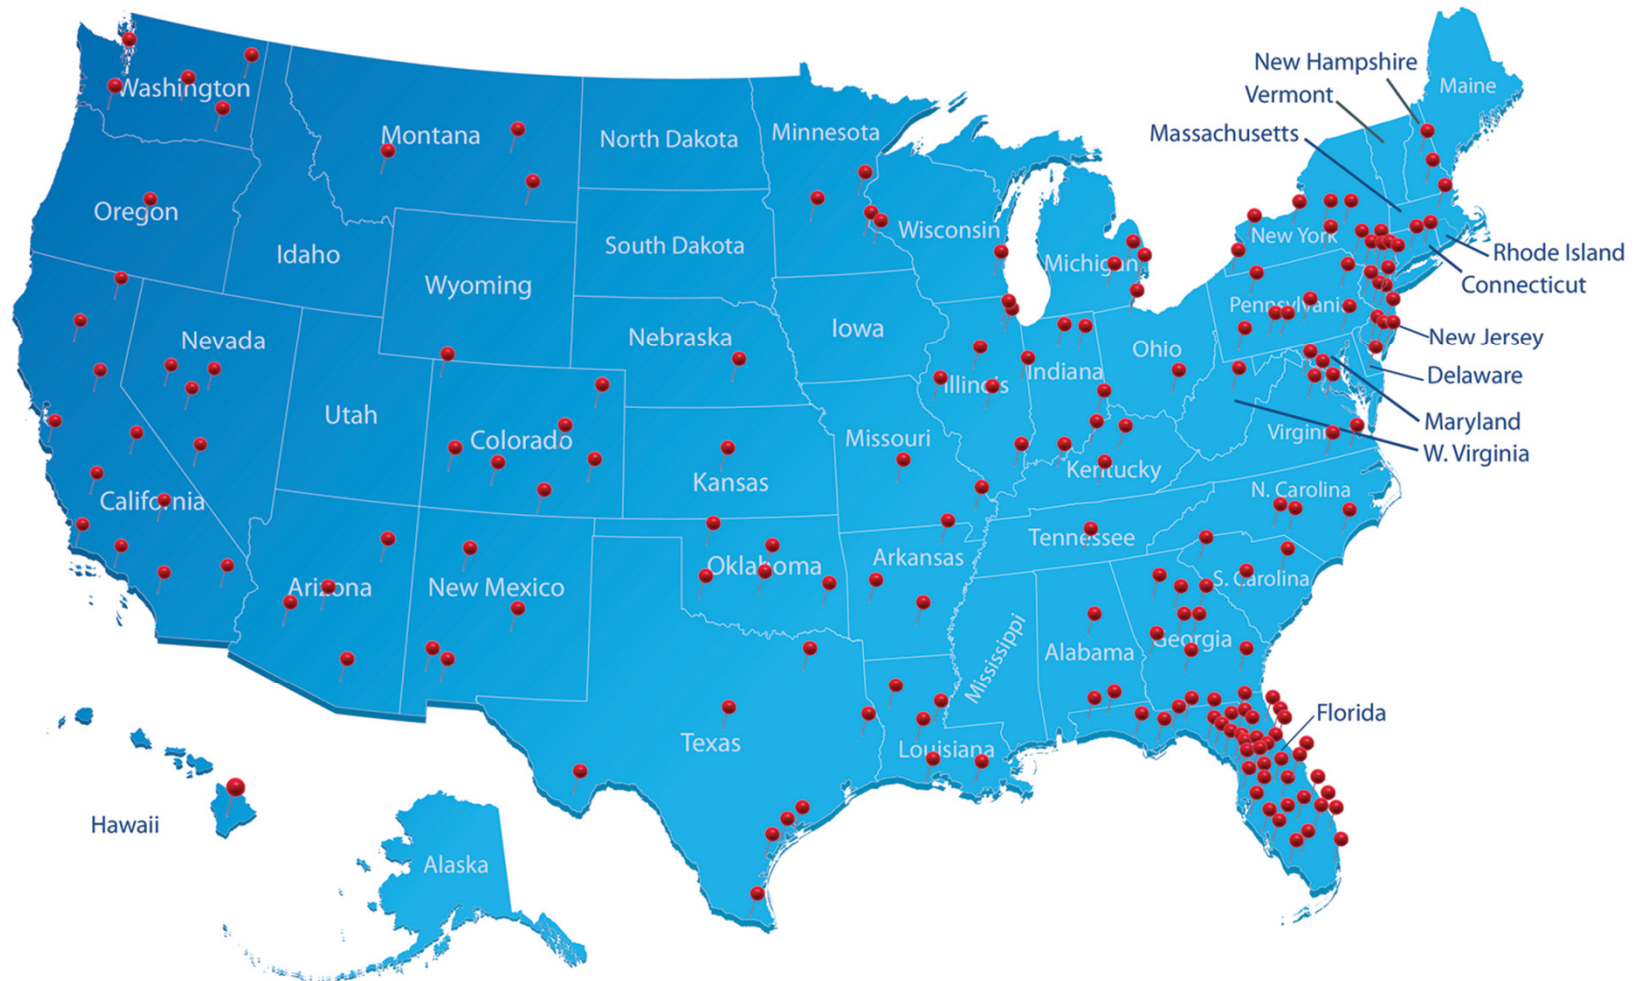 New Hampshire
Maine
Vermont
Washington
Montana
North Dakota
Minnesota
Massachusetts
Oregon
Wisconsin
New York
Idaho
South Dakota
Michigan
Rhode Island
Wyoming
Connecticut
Pennsylvania
Nevada
Nebraska
Iowa
Ohio
New Jersey
Illinois
Indiana
Delaware
Utah
Colorado
Missouri
Maryland
Virginia
W. Virginia
Kansas
Kentucky
California
N. Carolina
Tennessee
Arkansas
Oklahoma
Arizona
New Mexico
S. Carolina
Mississippi
Alabama
Georgia
Florida
Texas
Louisiana
Hawaii
Alaska